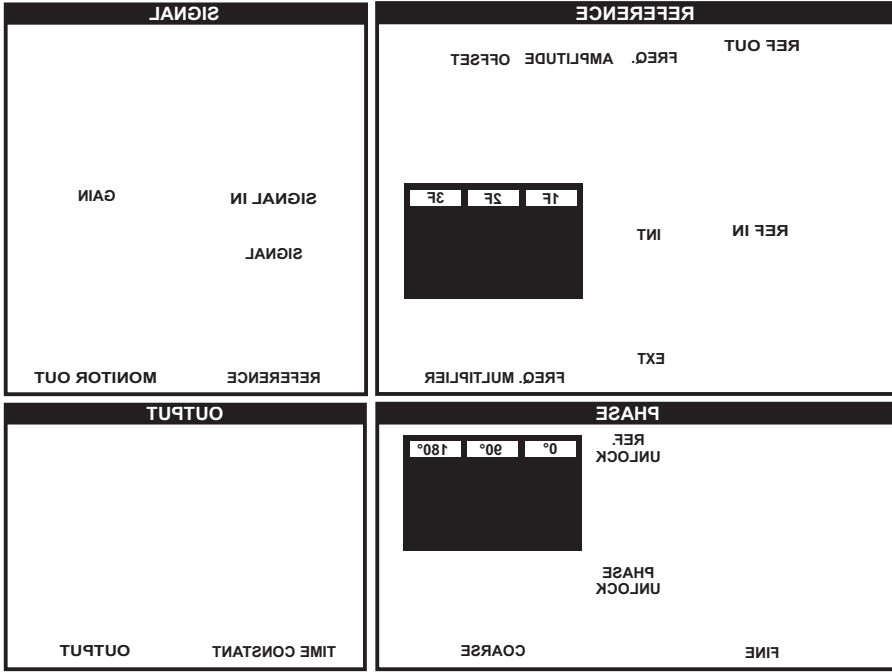 REFERENCE
REF OUT
FREQ. AMPLITUDE OFFSET
1F 2F 3F
REF IN
INT
EXT
FREQ. MULTIPLIER
SIGNAL
SIGNAL IN
GAIN
SIGNAL
REFERENCE
MONITOR OUT
PHASE
REF.
UNLOCK
0° 90° 180°
PHASE
UNLOCK
FINE
COARSE
OUTPUT
TIME CONSTANT
OUTPUT